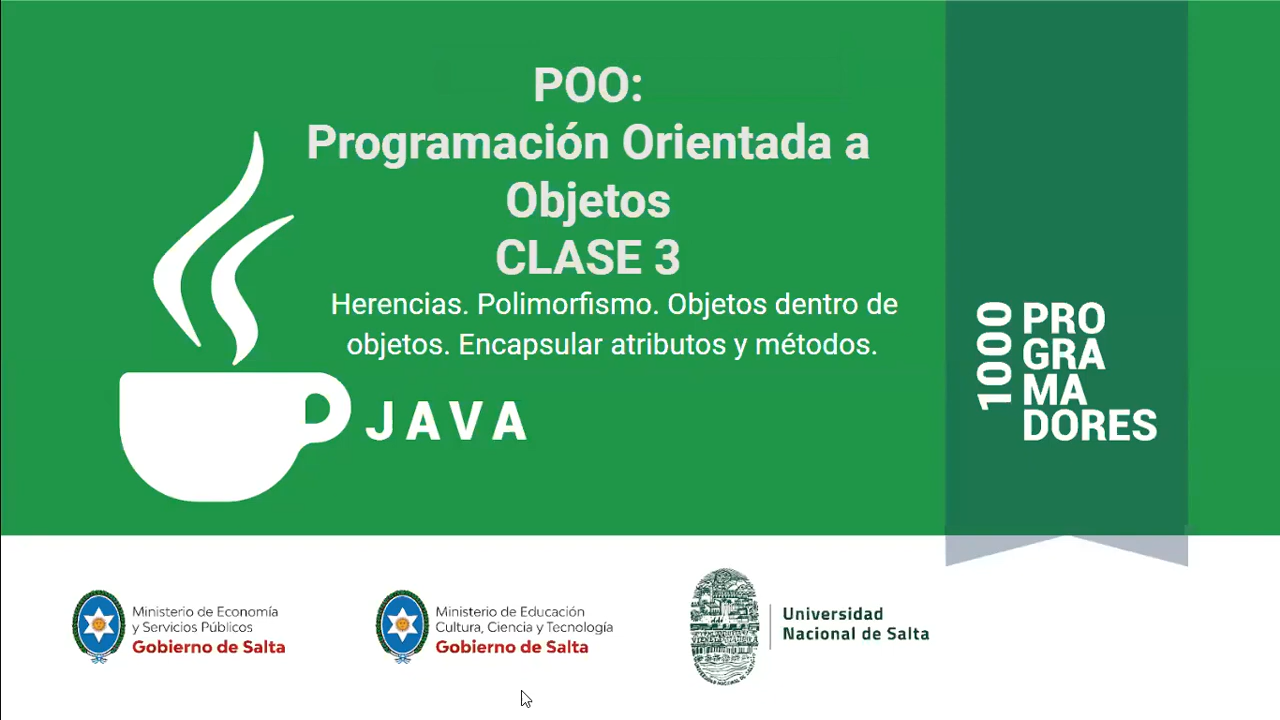 POO:
Programación Orientada a
Objetos
CLASE 3
Herencias. Polimorfismo. Objetos dentro de
objetos. Encapsular atributos y métodos.
JAVA
1000
PRO
GRA
MA
DORES
Ministerio de Economía
y Servicios Públicos
Gobierno de Salta
Ministerio de Educación
Cultura, Ciencia y Tecnología
Gobierno de Salta
Universidad
Nacional de Salta